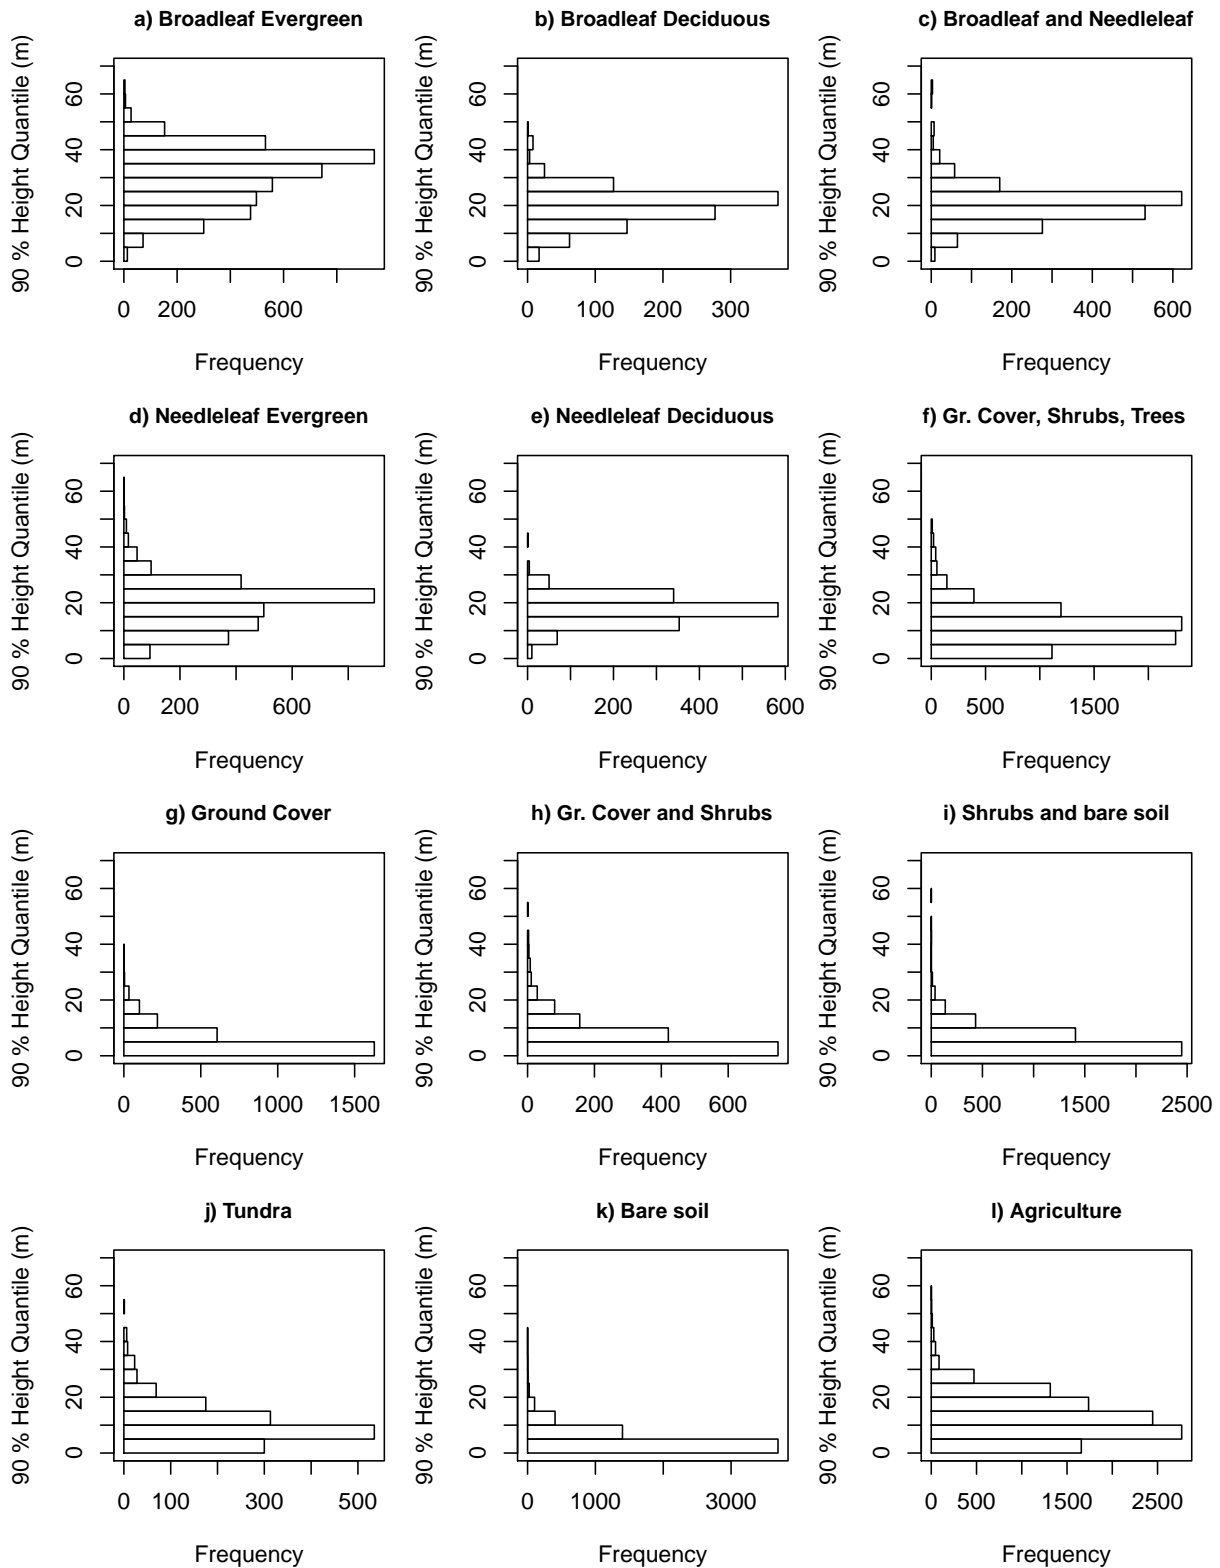 a) Broadleaf Evergreen
90 % Height Quantile (m)
0 20 40 60
0 200 600
Frequency
b) Broadleaf Deciduous
90 % Height Quantile (m)
0 20 40 60
0 100 200 300
Frequency
c) Broadleaf and Needleleaf
90 % Height Quantile (m)
0 20 40 60
0 200 400 600
Frequency
d) Needleleaf Evergreen
90 % Height Quantile (m)
0 20 40 60
0 200 600
Frequency
e) Needleleaf Deciduous
90 % Height Quantile (m)
0 20 40 60
0 200 400 600
Frequency
f) Gr. Cover, Shrubs, Trees
90 % Height Quantile (m)
0 20 40 60
0 500 1500
Frequency
g) Ground Cover
90 % Height Quantile (m)
0 20 40 60
0 500 1000 1500
Frequency
h) Gr. Cover and Shrubs
90 % Height Quantile (m)
0 20 40 60
0 200 400 600
Frequency
i) Shrubs and bare soil
90 % Height Quantile (m)
0 20 40 60
0 500 1500 2500
Frequency
j) Tundra
90 % Height Quantile (m)
0 20 40 60
0 100 300 500
Frequency
k) Bare soil
90 % Height Quantile (m)
0 20 40 60
0 1000 3000
Frequency
l) Agriculture
90 % Height Quantile (m)
0 20 40 60
0 500 1500 2500
Frequency